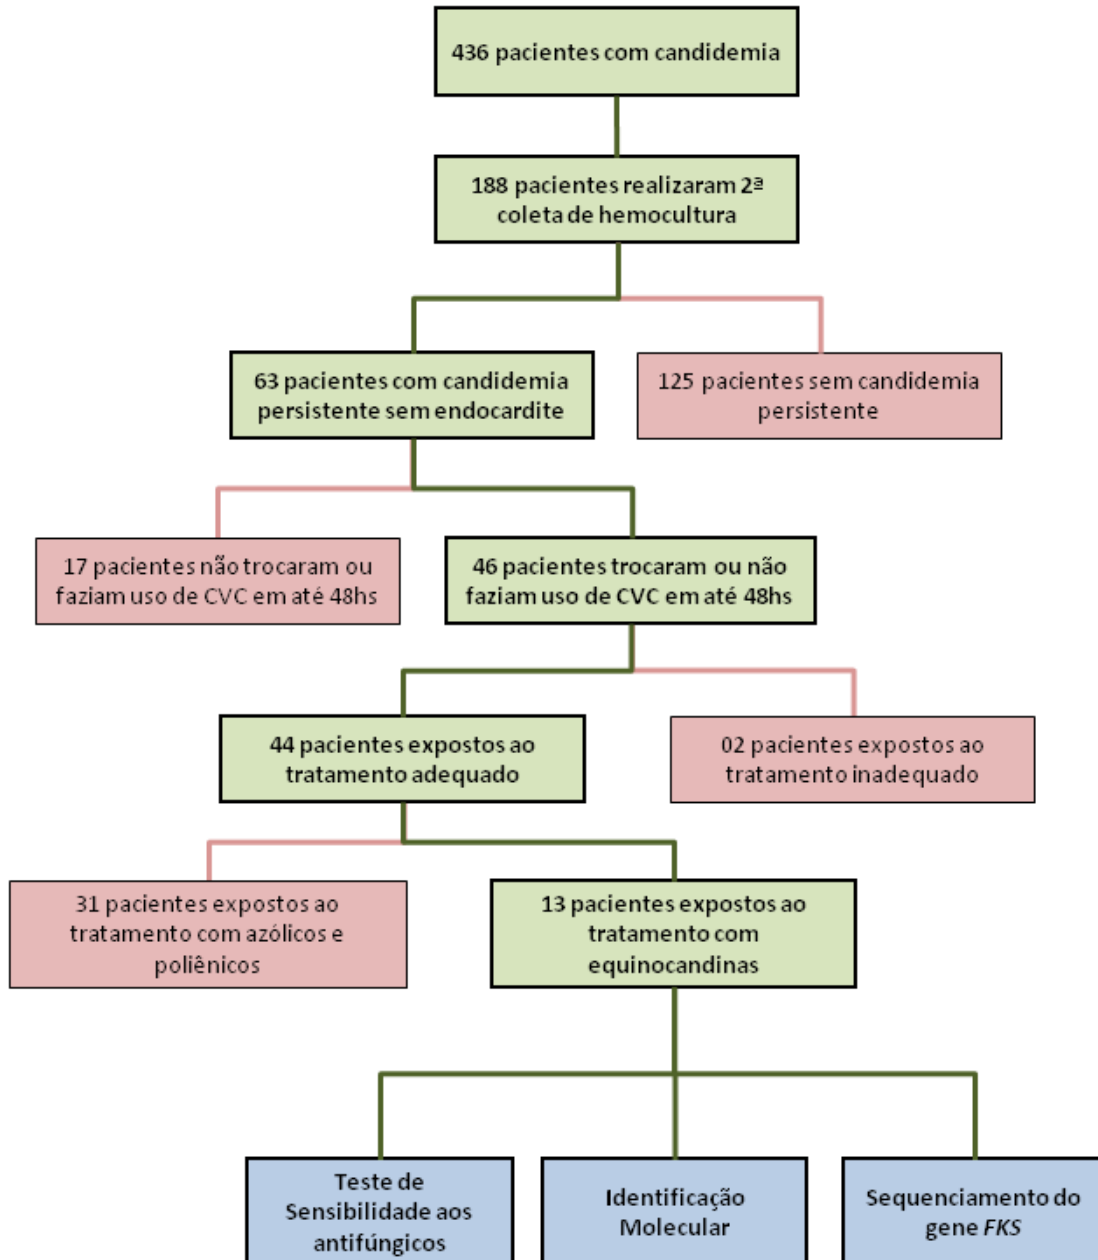 436 pacientes com candidemia
188 pacientes realizaram 2ª
coleta de hemocultura
63 pacientes com candidemia
persistente sem endocardite
125 pacientes sem candidemia
persistente
17 pacientes não trocaram ou
faziam uso de CVC em até 48hs
46 pacientes trocaram ou não
faziam uso de CVC em até 48hs
44 pacientes expostos ao
tratamento adequado
02 pacientes expostos ao
tratamento inadequado
31 pacientes expostos ao
tratamento com azólicos e
poliênicos
13 pacientes expostos ao
tratamento com
equinocandinas
Teste de
Sensibilidade aos
antifúngicos
Identificação
Molecular
Sequenciamento do
gene FKS